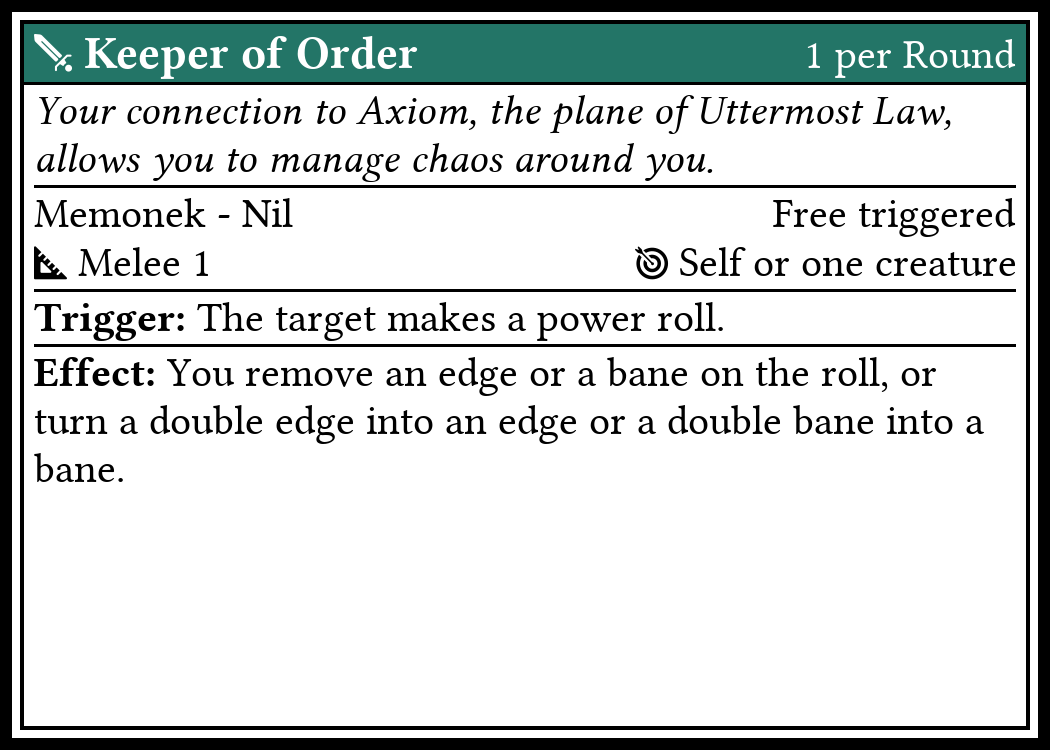 Keeper of Order 1 per Round
Your connection to Axiom, the plane of Uttermost Law,
allows you to manage chaos around you.
Memonek - Nil Free triggered
Melee 1 Self or one creature
Trigger: The target makes a power roll.
Effect: You remove an edge or a bane on the roll, or
turn a double edge into an edge or a double bane into a
bane.